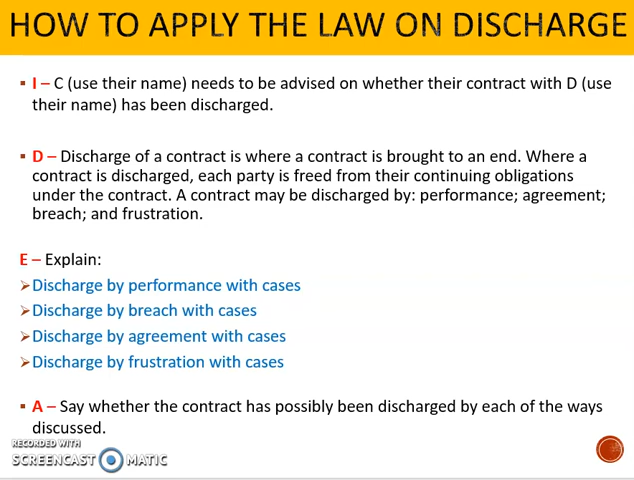 HOW TO APPLY THE LAW ON DISCHARGE
▪ I – C (use their name) needs to be advised on whether their contract with D (use
their name) has been discharged.
▪ D – Discharge of a contract is where a contract is brought to an end. Where a
contract is discharged, each party is freed from their continuing obligations
under the contract. A contract may be discharged by: performance; agreement;
breach; and frustration.
E – Explain:
➢Discharge by performance with cases
➢Discharge by breach with cases
➢Discharge by agreement with cases
➢Discharge by frustration with cases
▪ A – Say whether the contract has possibly been discharged by each of the ways
discussed.
RECORDED WITH
SCREENCAST MATIC